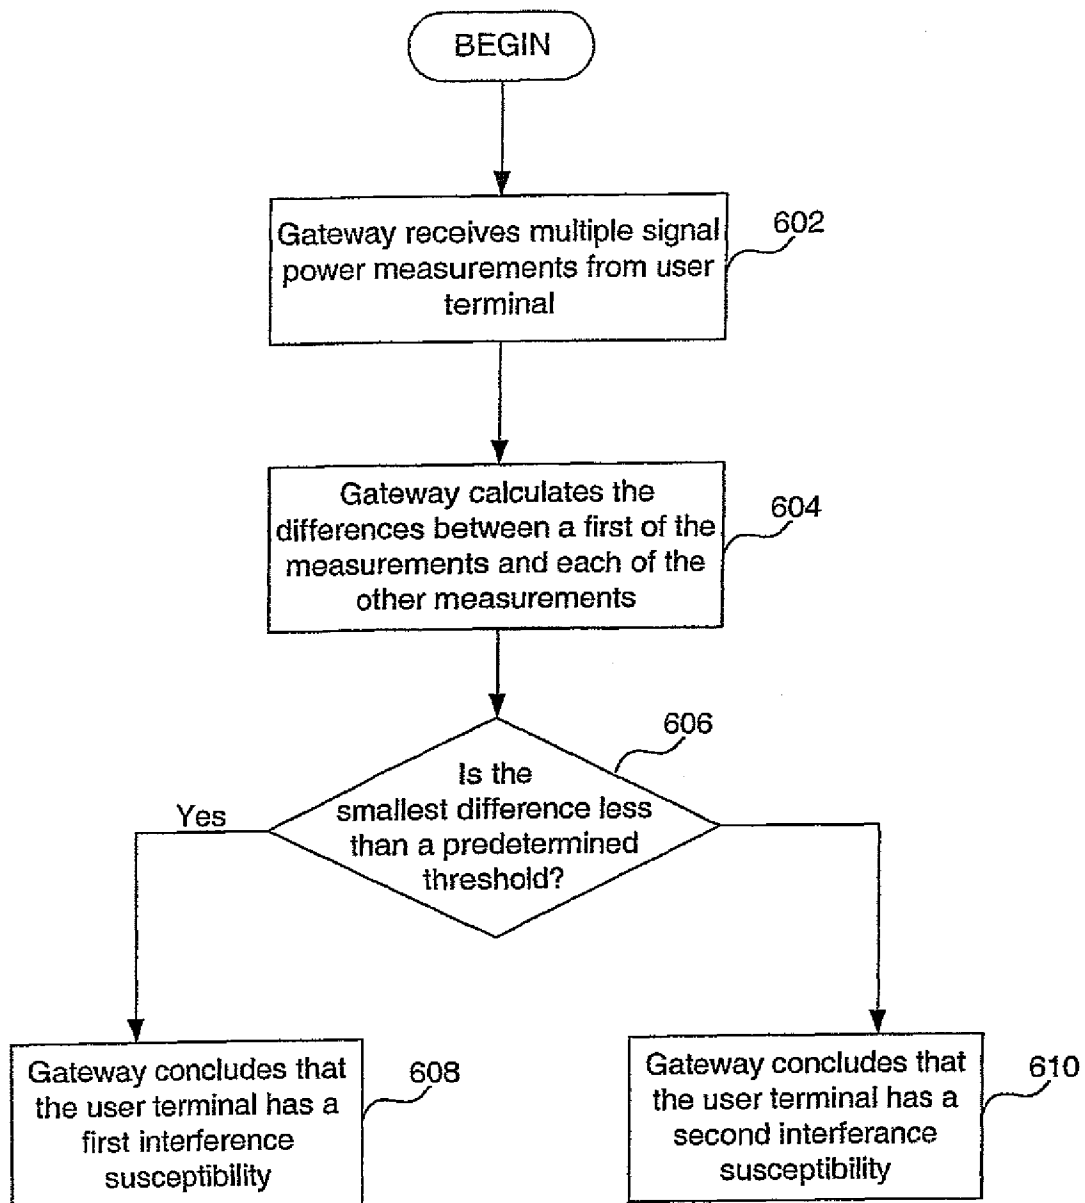 BEGIN
Gateway receives multiple signal
power measurements from user
terminal
602
Gateway calculates the
differences between a first of the
measurements and each of the
other measurements
604
606
Is the
smallest difference less
than a predetermined
threshold?
Yes
Gateway concludes that
the user terminal has a
first interference
susceptibility
608
Gateway concludes that
the user terminal has a
second interferance
susceptibility
610